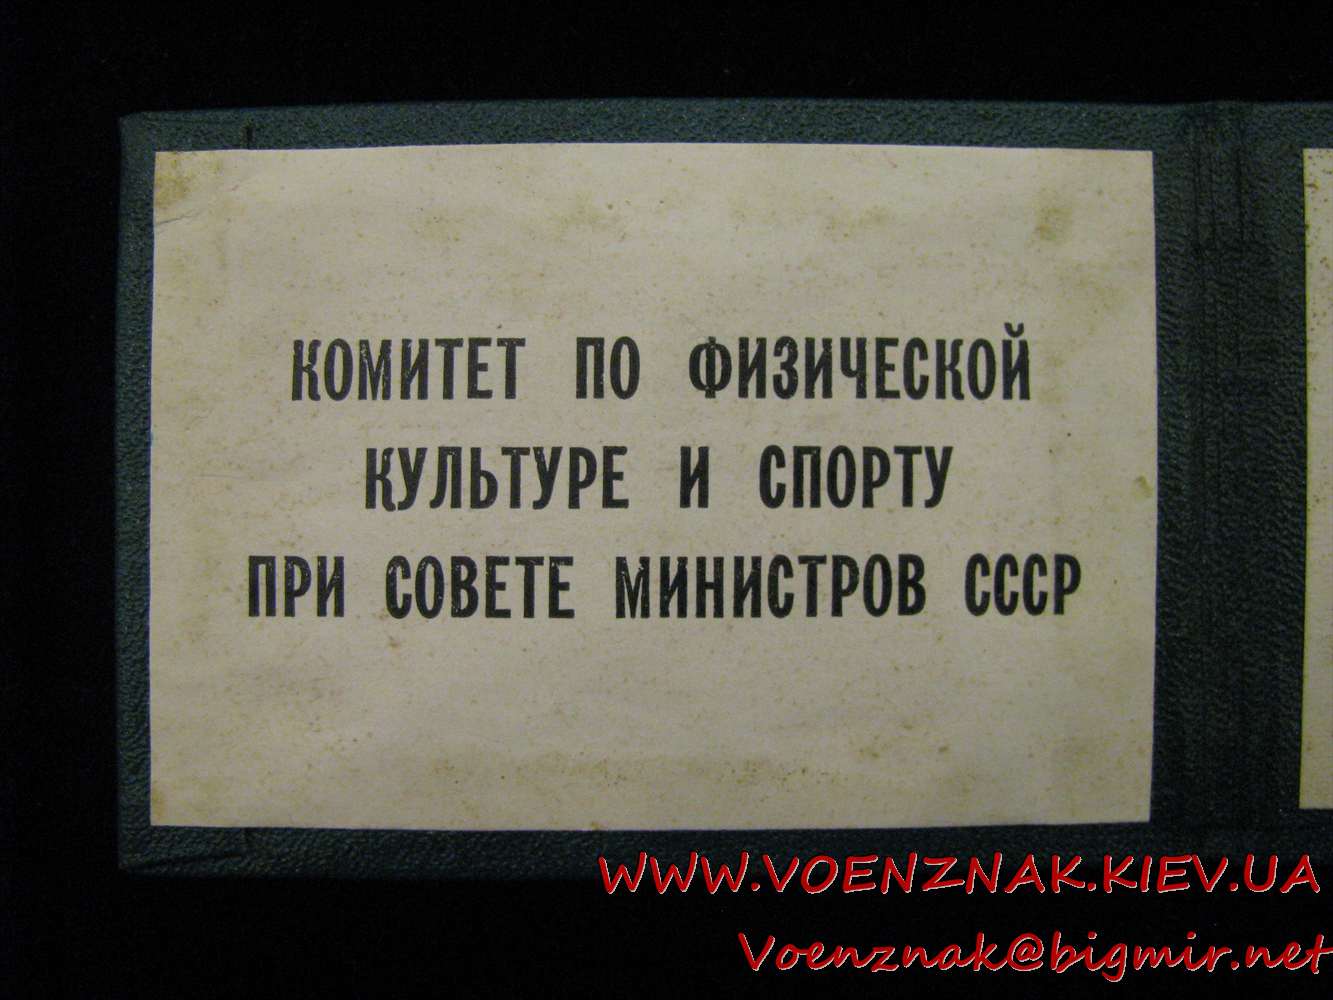 КОМИТЕТ ПО ФИЗИЧЕСКОЙ
КУЛЬТУРЕ И СПОРТУ
ПРИ СОВЕТЕ МИНИСТРОВ СССР
WWW.VOENZNAK.KIEV.UA
Voenznak@bigmir.net